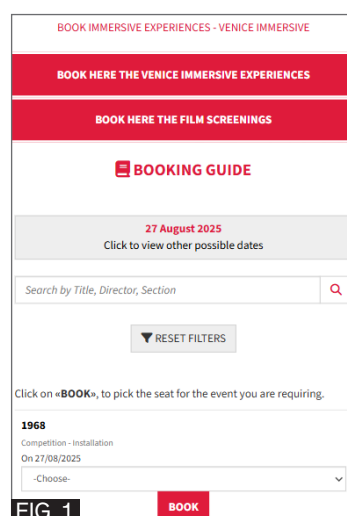 BOOK IMMERSIVE EXPERIENCES - VENICE IMMERSIVE
BOOK HERE THE VENICE IMMERSIVE EXPERIENCES
BOOK HERE THE FILM SCREENINGS
BOOKING GUIDE
27 August 2025
Click to view other possible dates
Search by Title, Director, Section
RESET FILTERS
Click on «BOOK», to pick the seat for the event you are requiring.
1968
Competition - Installation
On 27/08/2025
-Choose-
BOOK
FIG 1